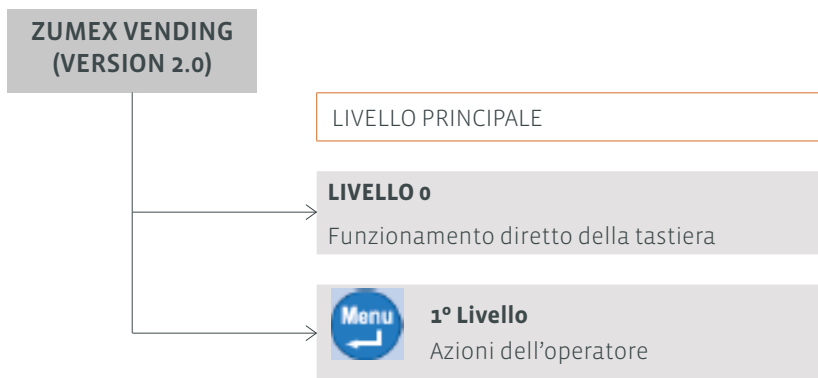 ZUMEX VENDING
(VERSION 2.0)
LIVELLO PRINCIPALE
LIVELLO 0
Funzionamento diretto della tastiera
Menu
1º Livello
Azioni dell’operatore